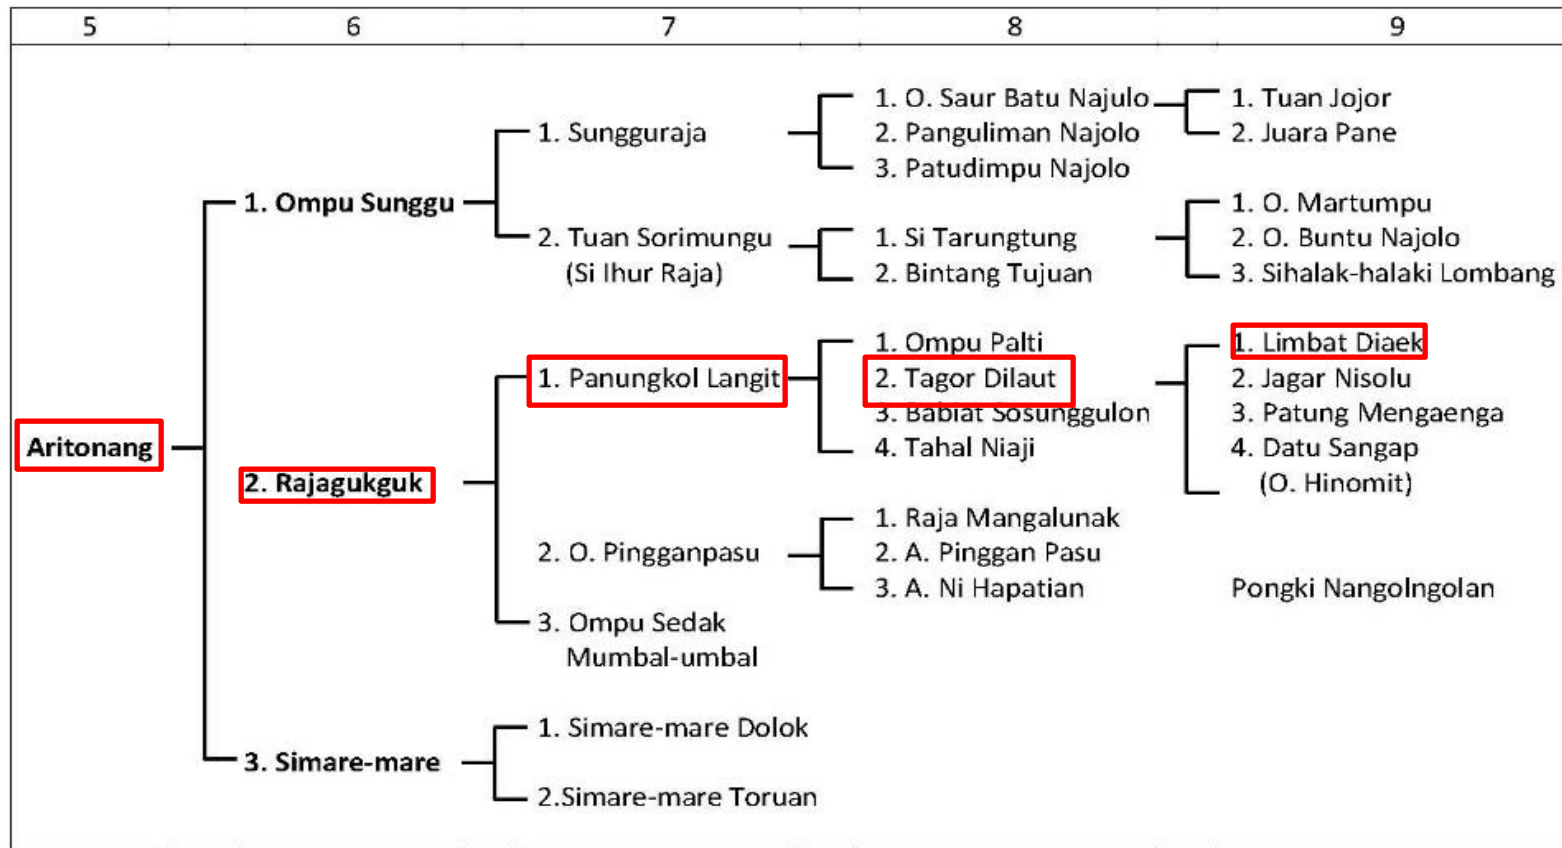 5 6 7 8 9
1. O. Saur Batu Najulo 1. Tuan Jojor
1. Sungguraja 2. Panguliman Najolo 2. Juara Pane
3. Patudimpu Najolo
1. Ompu Sunggu 1. O. Martumpu
2. Tuan Sorimungu 1. Si Tarungtung 2. O. Buntu Najolo
(Si Ihur Raja) 2. Bintang Tujuan 3. Sihalak-halaki Lombang
1. Ompu Palti 1. Limbat Diaek
1. Panungkol Langit 2. Tagor Dilaut 2. Jagar Nisolu
3. Babiat Sosunggulon 3. Patung Mengaenga
Aritonang 4. Tahal Niaji 4. Datu Sangap
2. Rajagukguk (O. Hinomit)
1. Raja Mangalunak
2. O. Pingganpasu 2. A. Pinggan Pasu
3. A. Ni Hapatian Pongki Nangolngolan
3. Ompu Sedak
Mumbal-umbal
1. Simare-mare Dolok
3. Simare-mare
2.Simare-mare Toruan